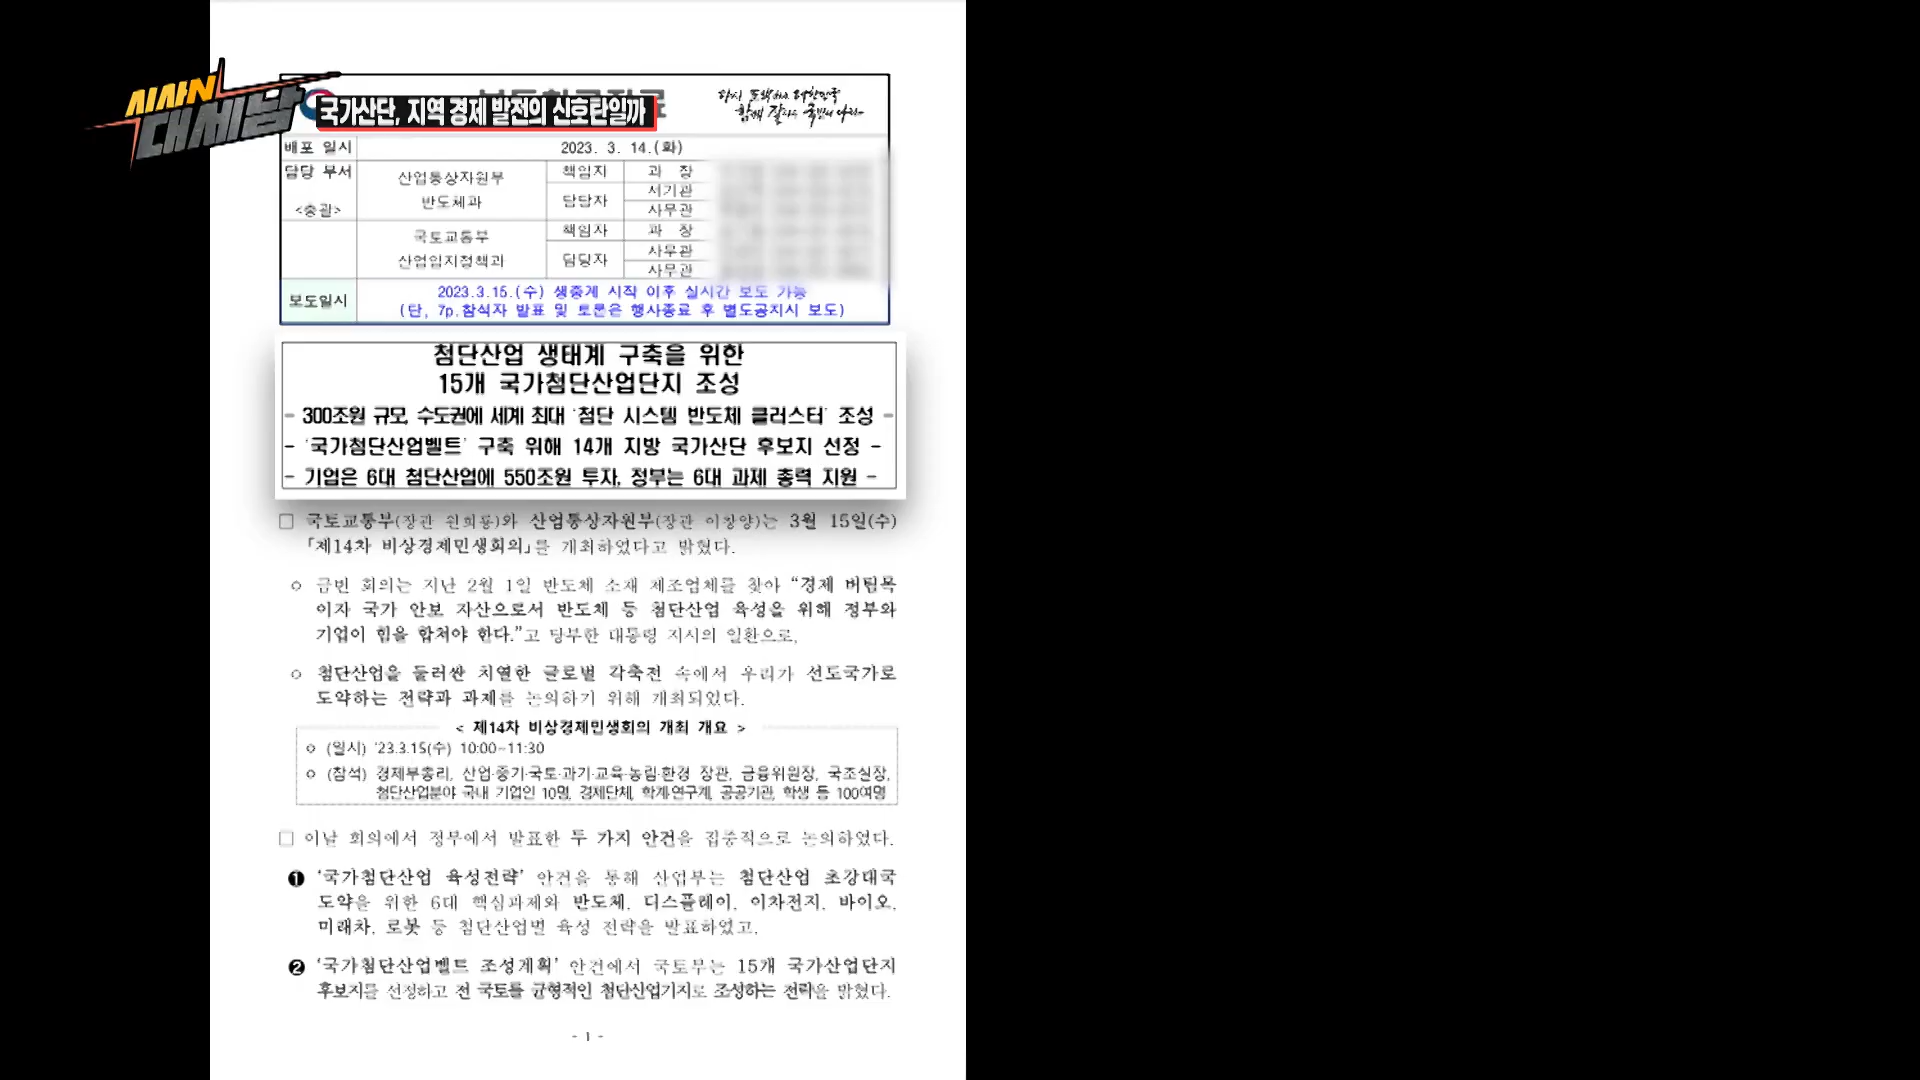 시사人
대세남
국가산단, 지역 경제 발전의 신호탄일까
다시 도약하는 대한민국
함께 잘사는 국민의 나라
배포 일시 2023. 3. 14.(화)
담당 부서 산업통상자원부 책임자 과 장
반도체과 담당자 서기관
<총괄> 사무관
국토교통부 책임자 과 장
산업입지정책과 담당자 사무관
사무관
보도일시 2023.3.15.(수) 생중계 시작 이후 실시간 보도 가능
(단, 7p.참석자 발표 및 토론은 행사종료 후 별도공지시 보도)
첨단산업 생태계 구축을 위한
15개 국가첨단산업단지 조성
- 300조원 규모, 수도권에 세계 최대 '첨단 시스템 반도체 클러스터' 조성 -
- '국가첨단산업벨트' 구축 위해 14개 지방 국가산단 후보지 선정 -
- 기업은 6대 첨단산업에 550조원 투자, 정부는 6대 과제 총력 지원 -
□ 국토교통부(장관 원희룡)와 산업통상자원부(장관 이창양)는 3월 15일(수)
「제14차 비상경제민생회의」를 개최하였다고 밝혔다.
○ 금번 회의는 지난 2월 1일 반도체 소재 제조업체를 찾아 “경제 버팀목
이자 국가 안보 자산으로서 반도체 등 첨단산업 육성을 위해 정부와
기업이 힘을 합쳐야 한다.”고 당부한 대통령 지시의 일환으로,
○ 첨단산업을 둘러싼 치열한 글로벌 각축전 속에서 우리가 선도국가로
도약하는 전략과 과제를 논의하기 위해 개최되었다.
< 제14차 비상경제민생회의 개최 개요 >
○ (일시) '23.3.15(수) 10:00~11:30
○ (참석) 경제부총리, 산업·중기·국토·과기·교육·농림·환경 장관, 금융위원장, 국조실장,
첨단산업분야 국내 기업인 10명, 경제단체, 학계·연구계, 공공기관, 학생 등 100여명
□ 이날 회의에서 정부에서 발표한 두 가지 안건을 집중적으로 논의하였다.
❶ '국가첨단산업 육성전략' 안건을 통해 산업부는 첨단산업 초강대국
도약을 위한 6대 핵심과제와 반도체, 디스플레이, 이차전지, 바이오,
미래차, 로봇 등 첨단산업별 육성 전략을 발표하였고,
❷ '국가첨단산업벨트 조성계획' 안건에서 국토부는 15개 국가산업단지
후보지를 선정하고 전 국토를 균형적인 첨단산업기지로 조성하는 전략을 밝혔다.
- 1 -